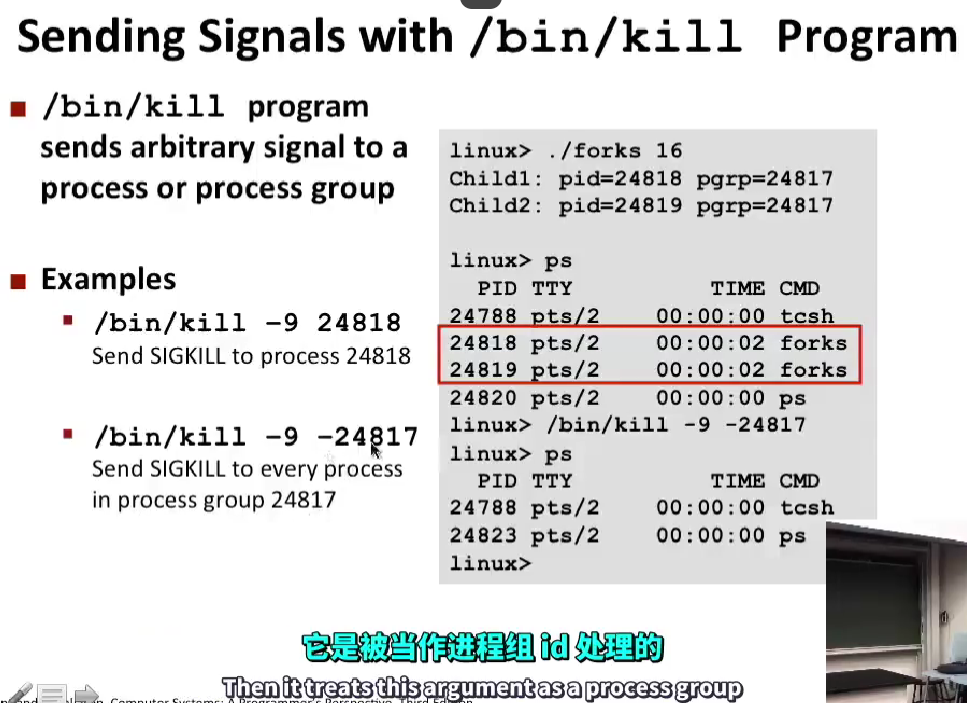 Sending Signals with /bin/kill Program
/bin/kill program
sends arbitrary signal to a
process or process group
Examples
/bin/kill –9 24818
Send SIGKILL to process 24818
/bin/kill –9 –24817
Send SIGKILL to every process
in process group 24817
linux> ./forks 16
Child1: pid=24818 pgrp=24817
Child2: pid=24819 pgrp=24817
linux> ps
PID TTY TIME CMD
24788 pts/2 00:00:00 tcsh
24818 pts/2 00:00:02 forks
24819 pts/2 00:00:02 forks
24820 pts/2 00:00:00 ps
linux> /bin/kill -9 -24817
linux> ps
PID TTY TIME CMD
24788 pts/2 00:00:00 tcsh
24823 pts/2 00:00:00 ps
linux>
它是被当作进程组 id 处理的
Then it treats this argument as a process group
Computer Systems: A Programmer's Perspective, Third Edition